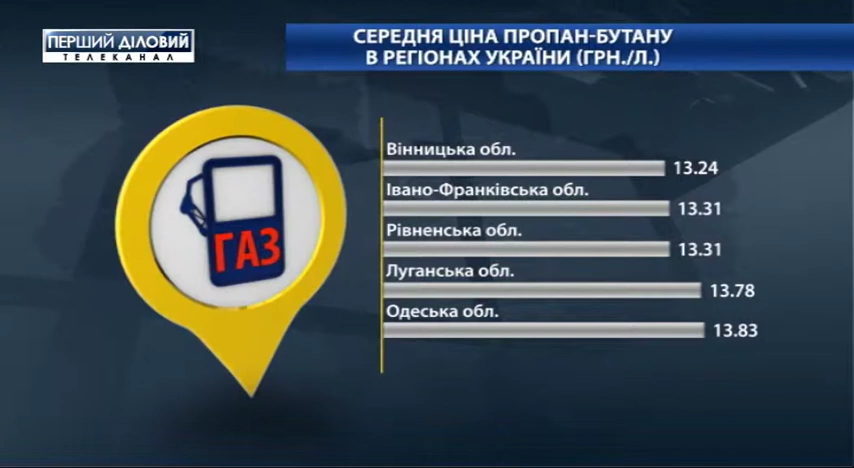 ПЕРШИЙ ДІЛОВИЙ
ТЕЛЕКАНАЛ
СЕРЕДНЯ ЦІНА ПРОПАН-БУТАНУ
В РЕГІОНАХ УКРАЇНИ (ГРН./Л.)
ГАЗ
Вінницька обл.
13.24
Івано-Франківська обл.
13.31
Рівненська обл.
13.31
Луганська обл.
13.78
Одеська обл.
13.83